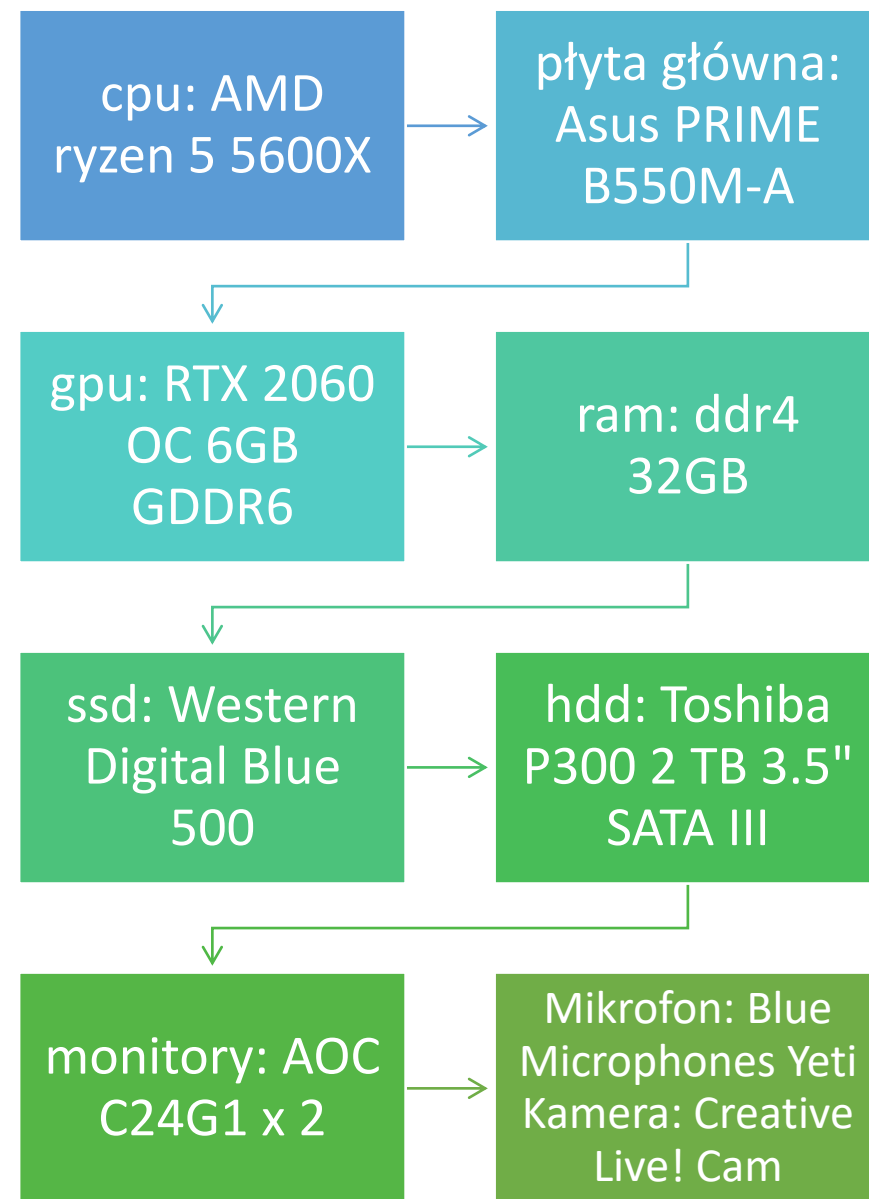 cpu: AMD
ryzen 5 5600X
płyta główna:
Asus PRIME
B550M-A
gpu: RTX 2060
OC 6GB
GDDR6
ram: ddr4
32GB
ssd: Western
Digital Blue
500
hdd: Toshiba
P300 2 TB 3.5"
SATA III
monitory: AOC
C24G1 x 2
Mikrofon: Blue
Microphones Yeti
Kamera: Creative
Live! Cam